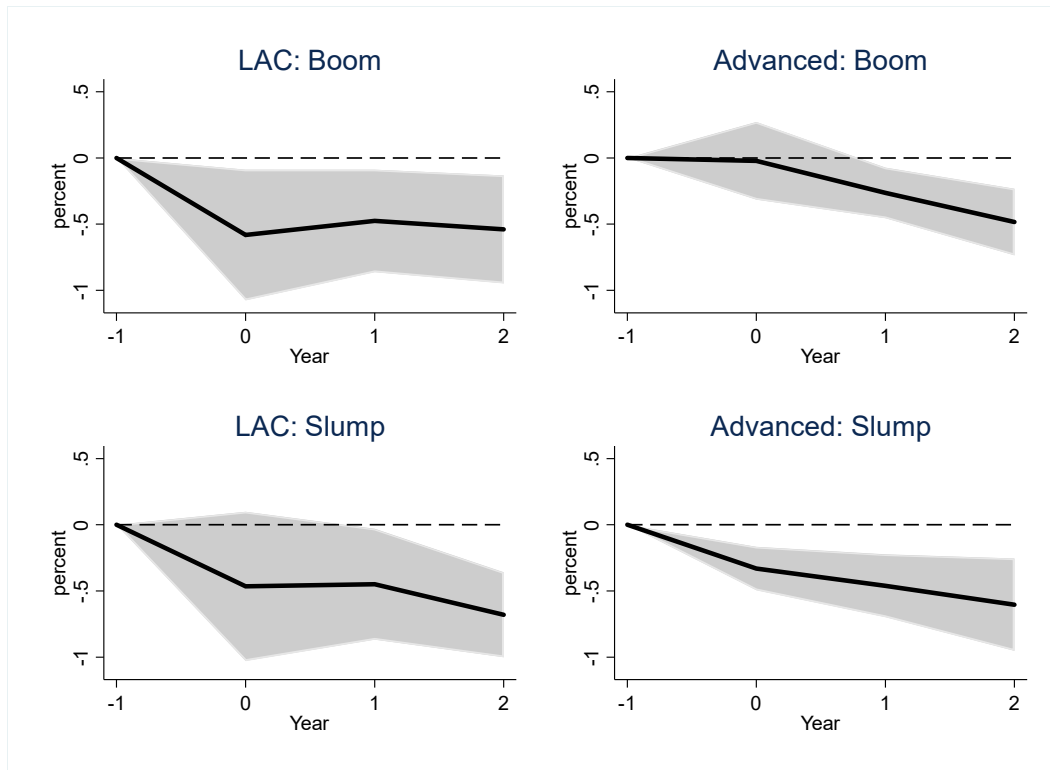 LAC: Boom
.5
0
-.5
-1
percent
-1 0 1 2
Year
Advanced: Boom
.5
0
-.5
-1
percent
-1 0 1 2
Year
LAC: Slump
.5
0
-.5
-1
percent
-1 0 1 2
Year
Advanced: Slump
.5
0
-.5
-1
percent
-1 0 1 2
Year